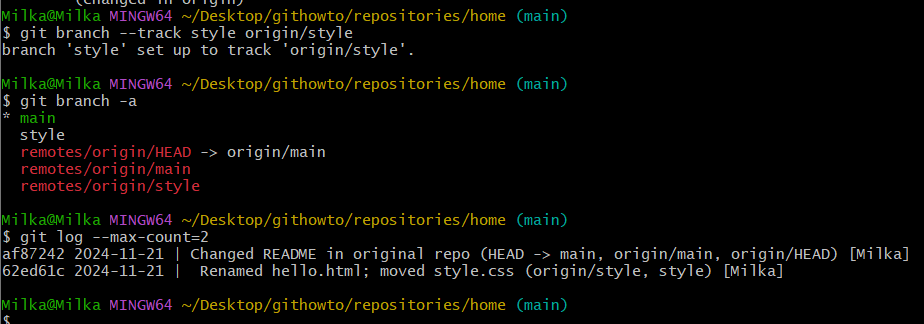 (changed in origin)
Milka@Milka MINGW64 ~/Desktop/githowto/repositories/home (main)
$ git branch --track style origin/style
branch 'style' set up to track 'origin/style'.
Milka@Milka MINGW64 ~/Desktop/githowto/repositories/home (main)
$ git branch -a
* main
style
remotes/origin/HEAD -> origin/main
remotes/origin/main
remotes/origin/style
Milka@Milka MINGW64 ~/Desktop/githowto/repositories/home (main)
$ git log --max-count=2
af87242 2024-11-21 | Changed README in original repo (HEAD -> main, origin/main, origin/HEAD) [Milka]
62ed61c 2024-11-21 |  Renamed hello.html; moved style.css (origin/style, style) [Milka]
Milka@Milka MINGW64 ~/Desktop/githowto/repositories/home (main)
$